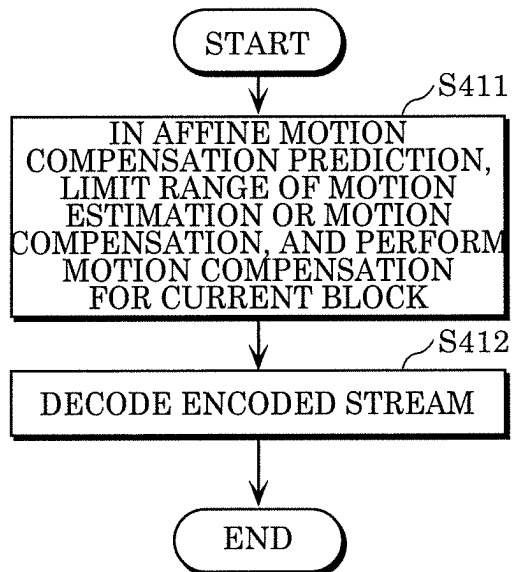 START
S411
IN AFFINE MOTION
COMPENSATION PREDICTION,
LIMIT RANGE OF MOTION
ESTIMATION OR MOTION
COMPENSATION, AND PERFORM
MOTION COMPENSATION
FOR CURRENT BLOCK
S412
DECODE ENCODED STREAM
END